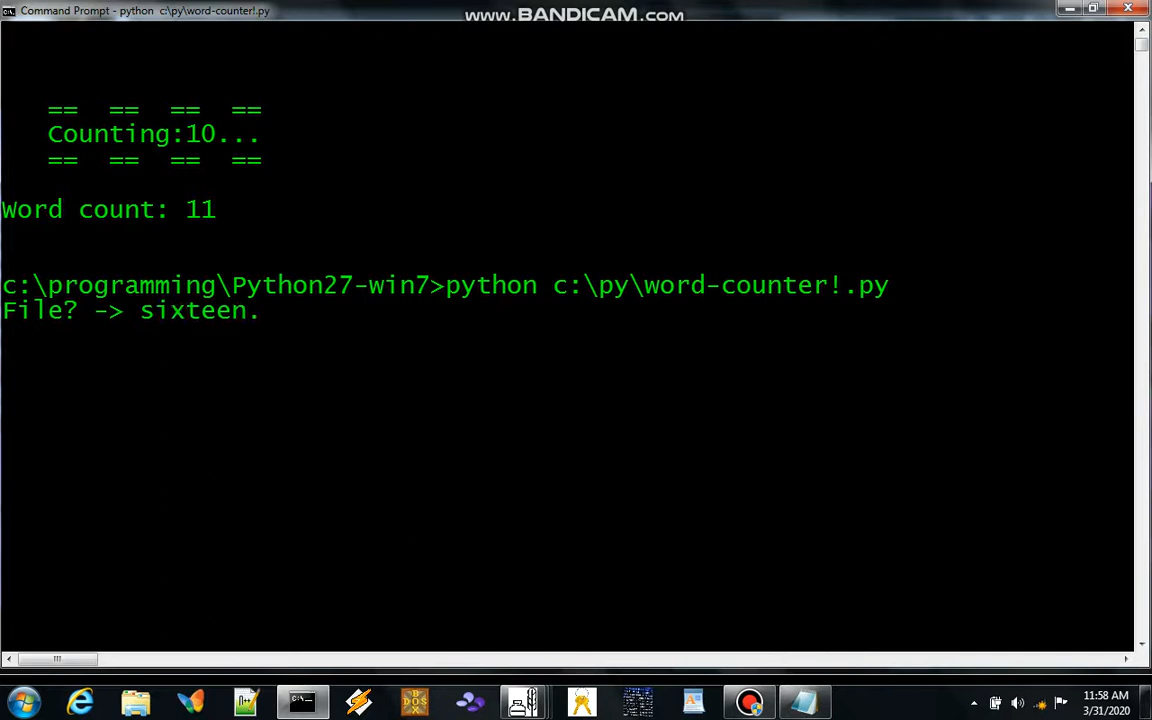 Command Prompt - python  c:\py\word-counter!.py
www.BANDICAM.com
==  ==  ==  ==
Counting:10...
==  ==  ==  ==
Word count: 11
c:\programming\Python27-win7>python c:\py\word-counter!.py
File? -> sixteen.
11:58 AM
3/31/2020